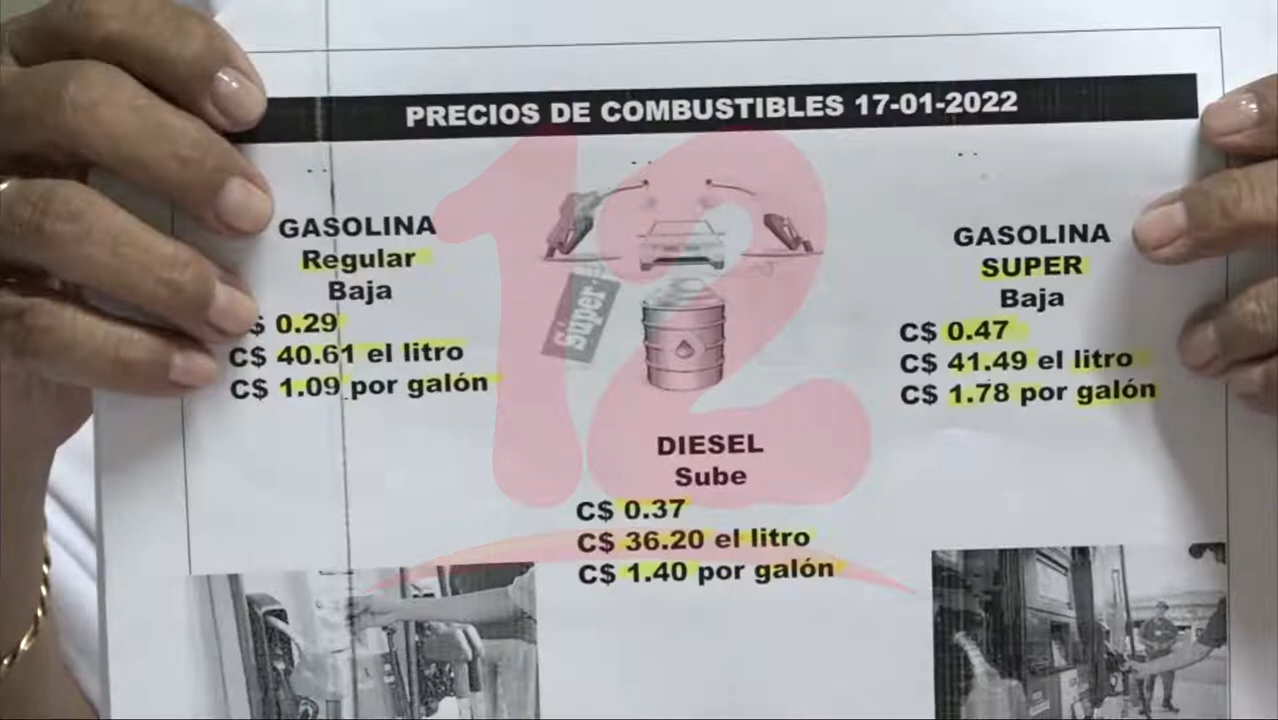 PRECIOS DE COMBUSTIBLES 17-01-2022
GASOLINA
Regular
Baja
$ 0.29
C$ 40.61 el litro
C$ 1.09 por galón
Súper
12
GASOLINA
SUPER
Baja
C$ 0.47
C$ 41.49 el litro
C$ 1.78 por galón
DIESEL
Sube
C$ 0.37
C$ 36.20 el litro
C$ 1.40 por galón